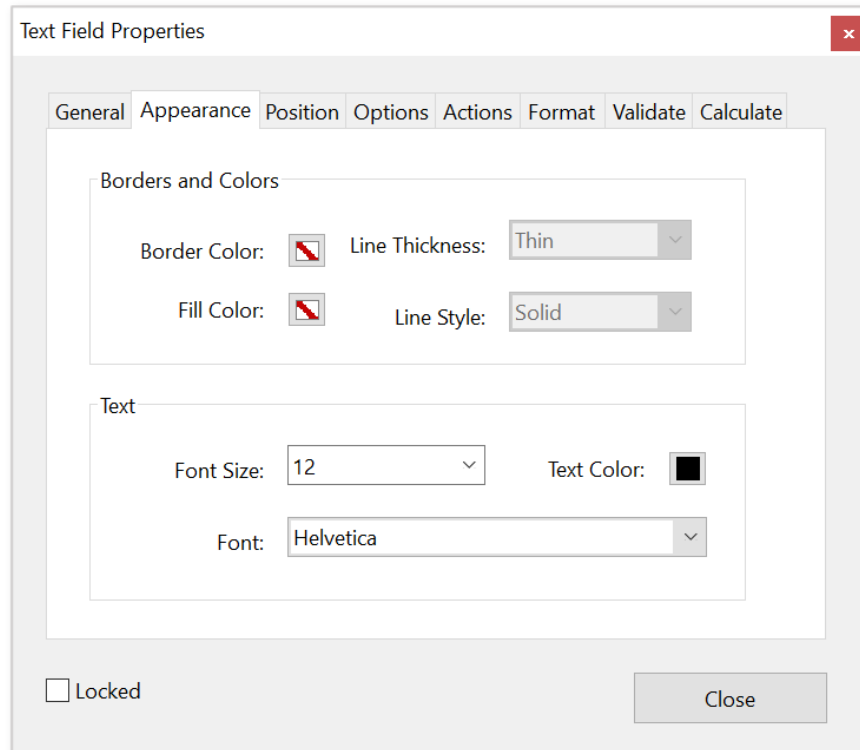 Text Field Properties
x
General Appearance Position Options Actions Format Validate Calculate
Borders and Colors
Border Color: Line Thickness: Thin
Fill Color: Line Style: Solid
Text
Font Size: 12 Text Color:
Font: Helvetica
Locked
Close